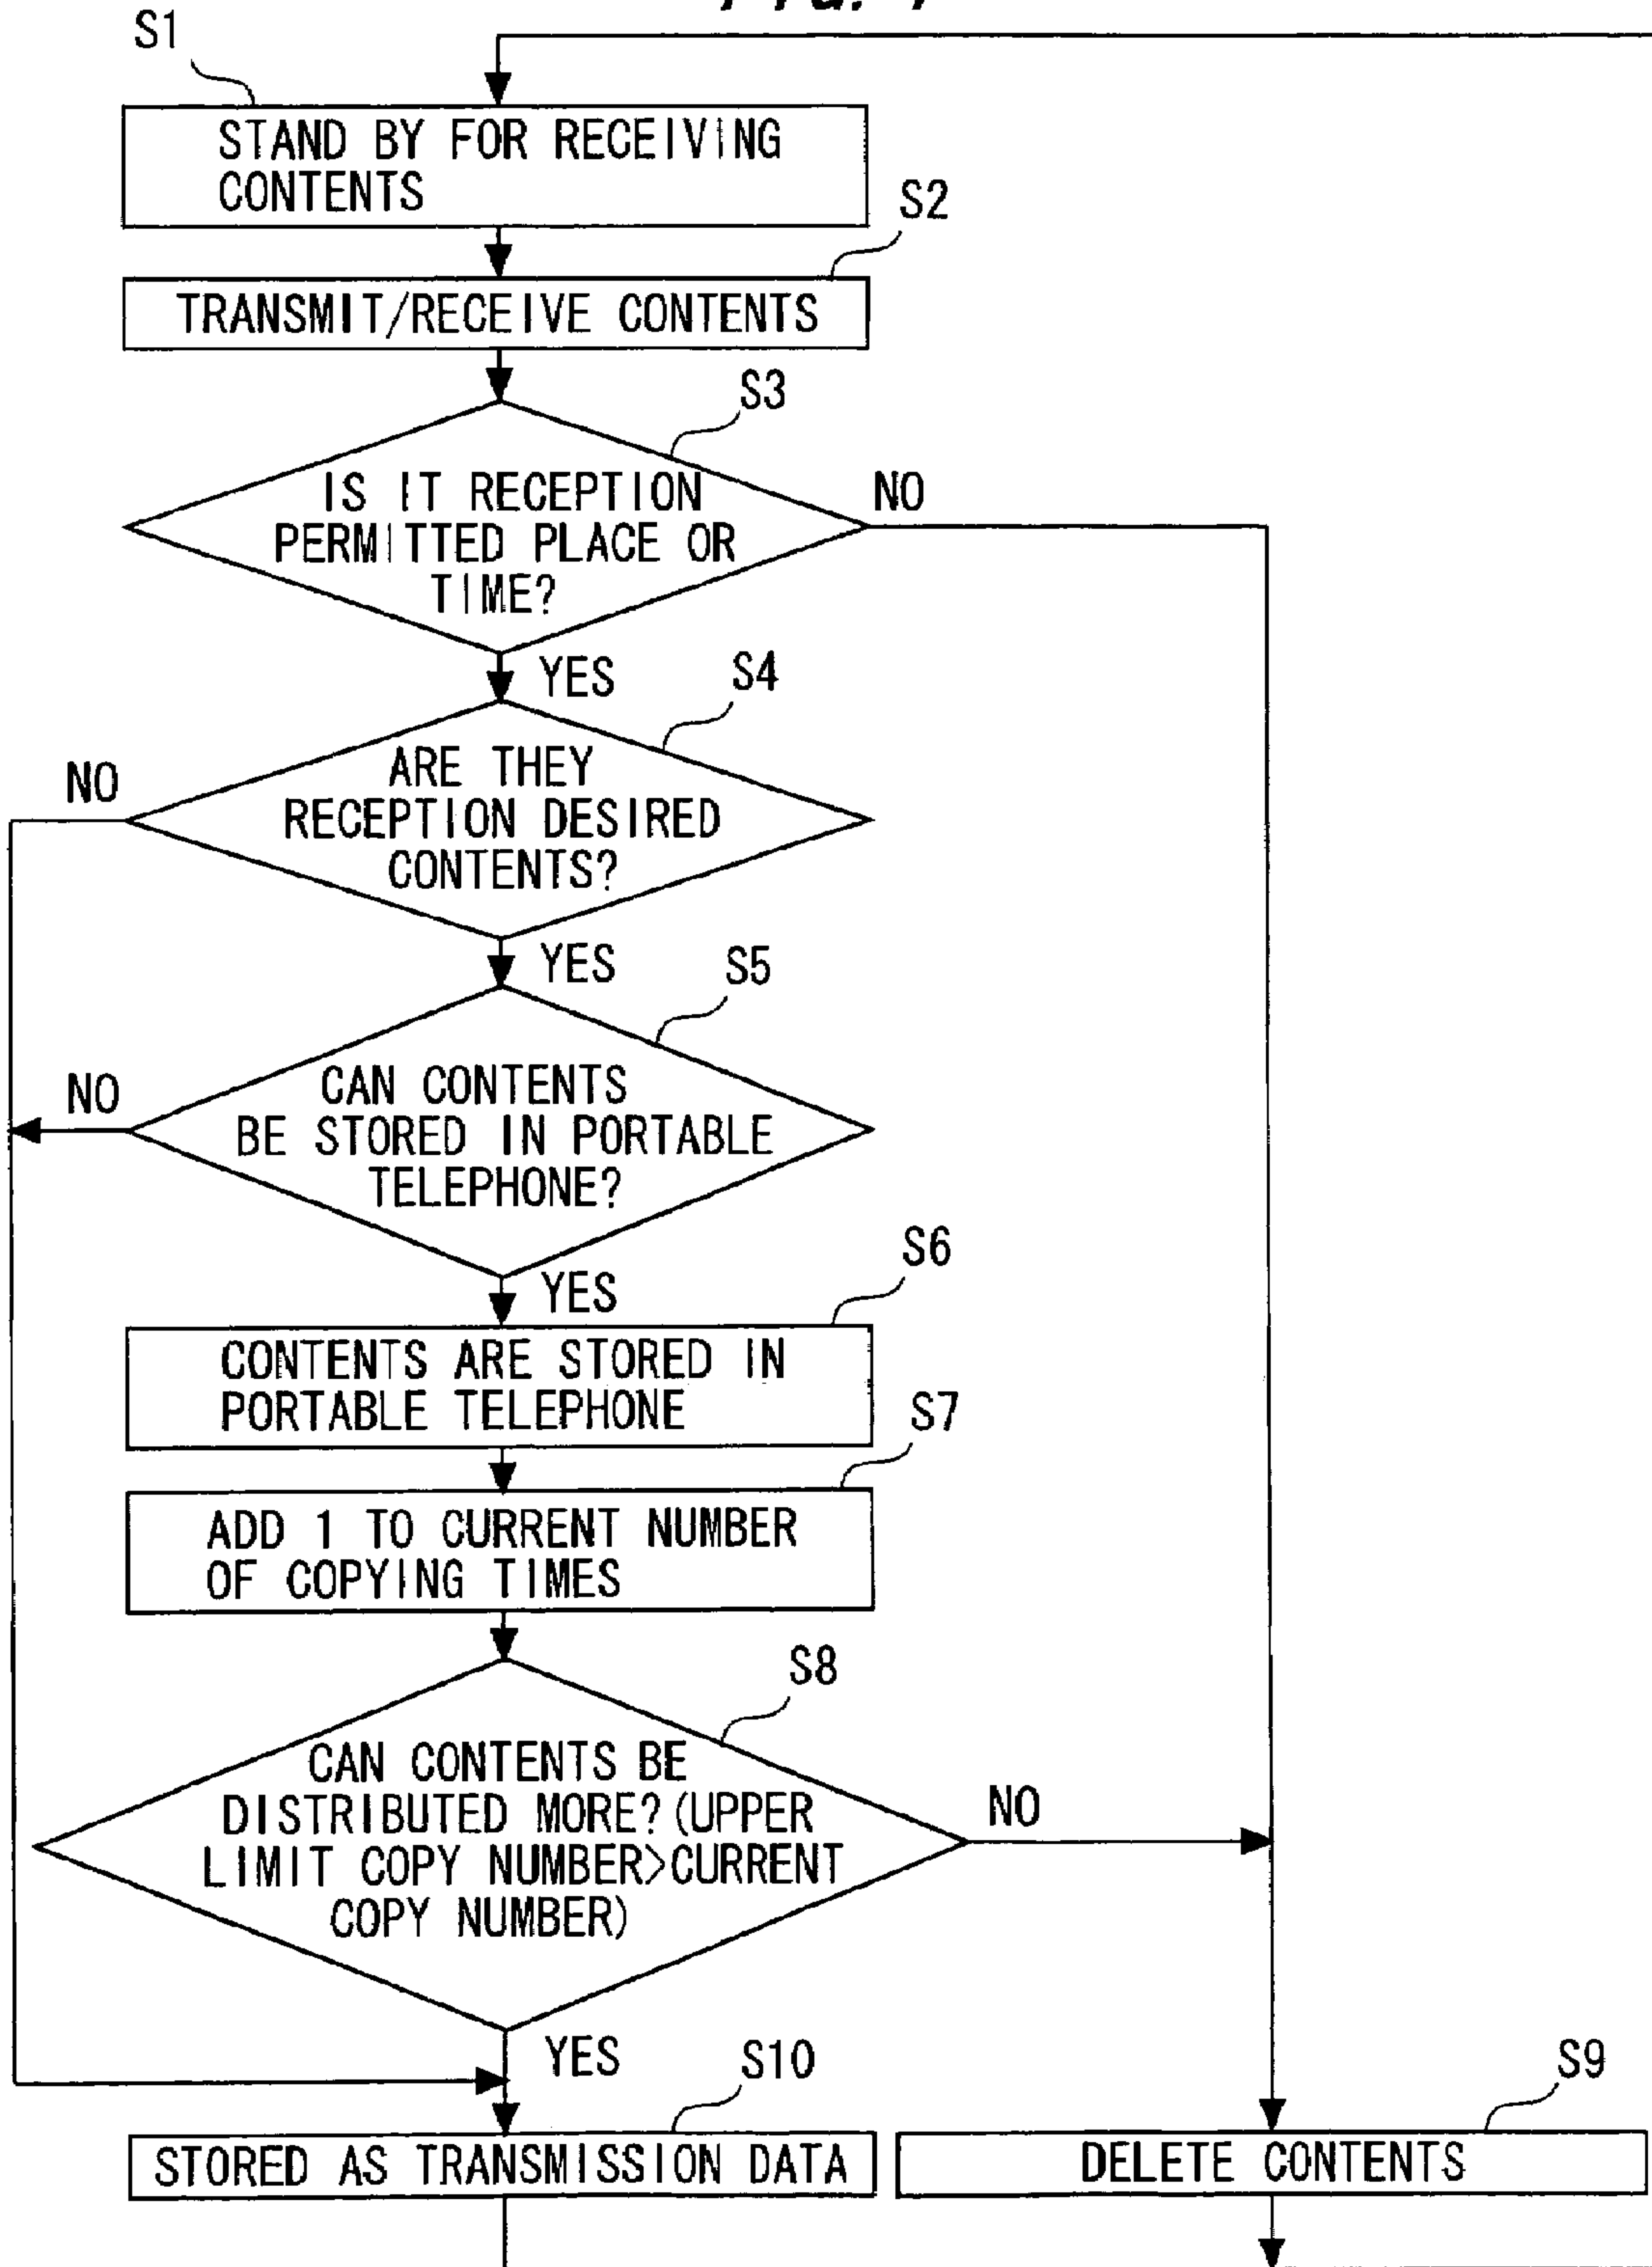 S1
STAND BY FOR RECEIVING
CONTENTS
S2
TRANSMIT/RECEIVE CONTENTS
S3
IS IT RECEPTION
PERMITTED PLACE OR
TIME?
NO
YES
S4
ARE THEY
RECEPTION DESIRED
CONTENTS?
NO
YES
S5
CAN CONTENTS
BE STORED IN PORTABLE
TELEPHONE?
NO
YES
S6
CONTENTS ARE STORED IN
PORTABLE TELEPHONE
S7
ADD 1 TO CURRENT NUMBER
OF COPYING TIMES
S8
CAN CONTENTS BE
DISTRIBUTED MORE?(UPPER
LIMIT COPY NUMBER>CURRENT
COPY NUMBER)
NO
YES
S10
STORED AS TRANSMISSION DATA
S9
DELETE CONTENTS